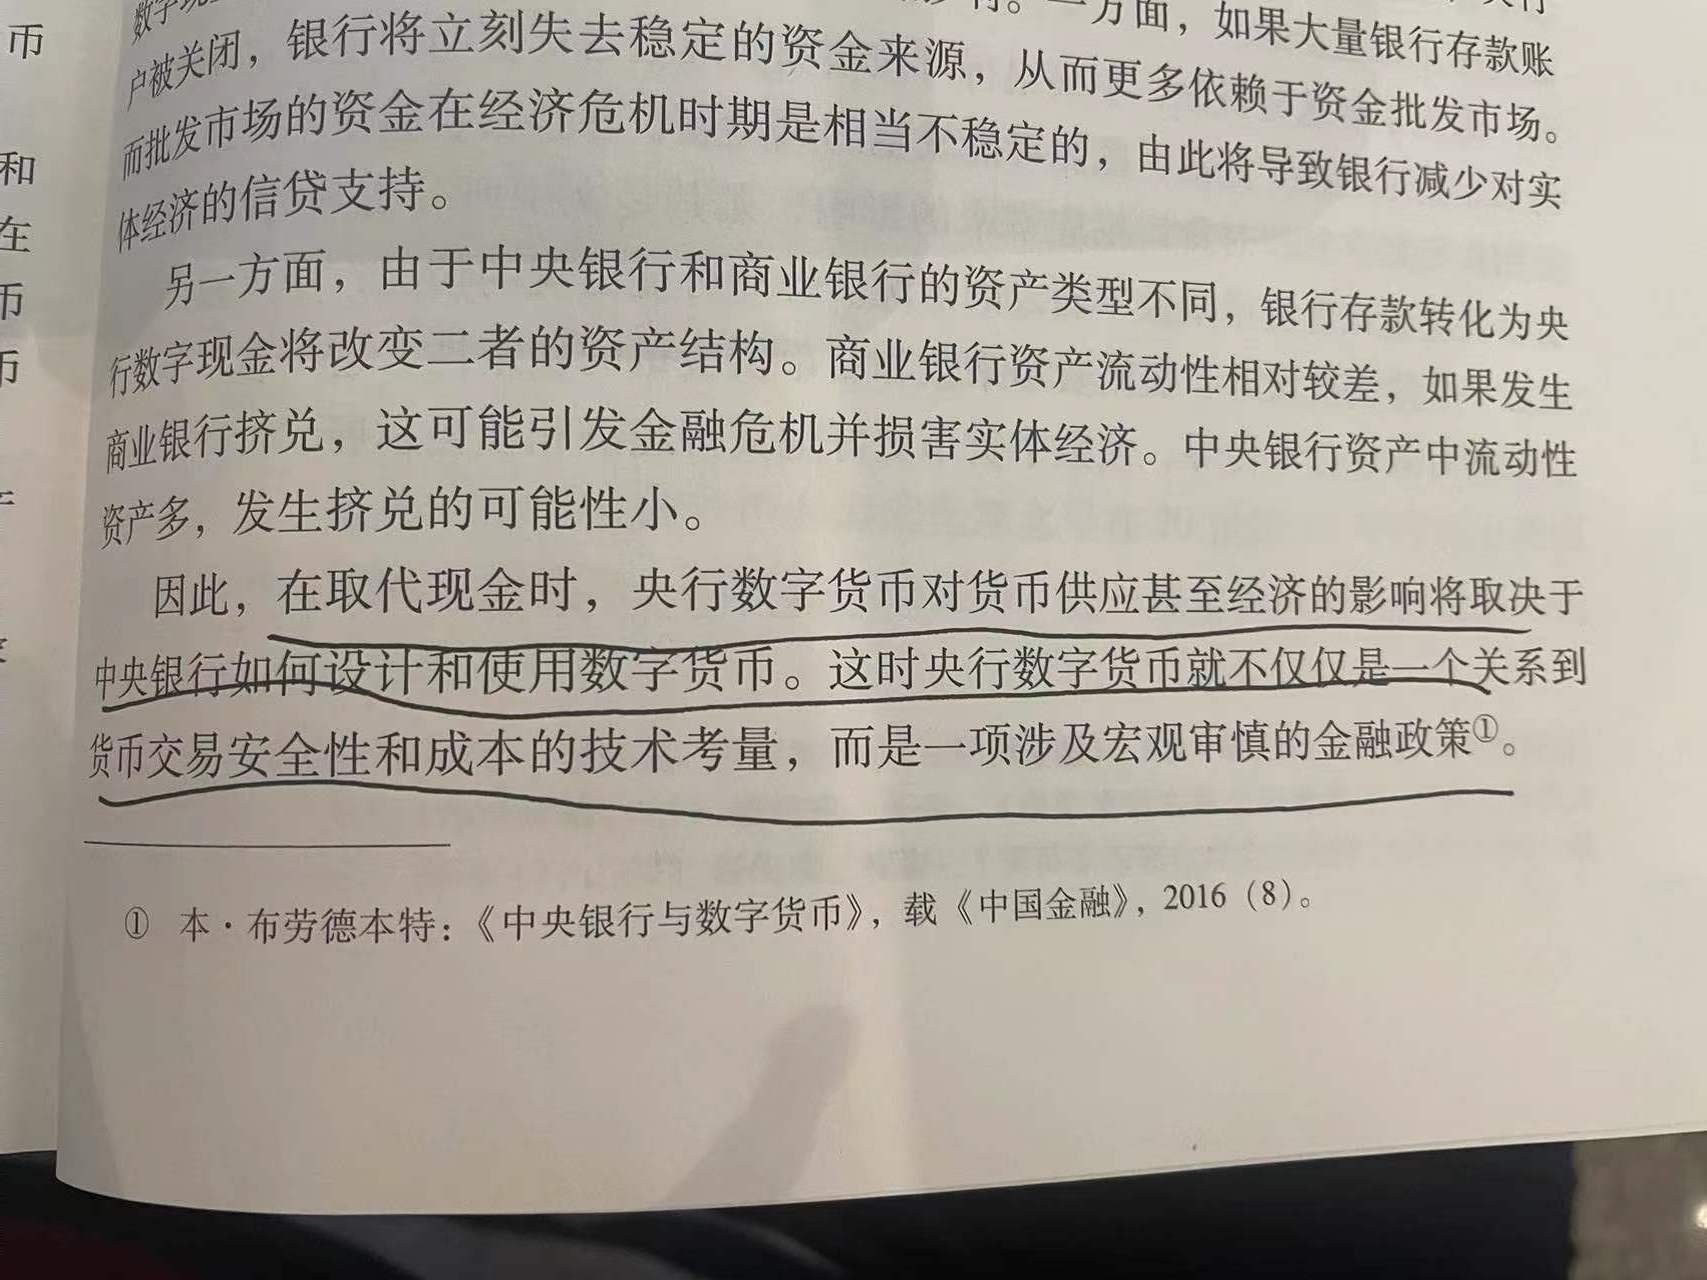 币
和
在
币
币
数字现
一方面，如果大量银行存款账
户被关闭，银行将立刻失去稳定的资金来源，从而更多依赖于资金批发市场。
而批发市场的资金在经济危机时期是相当不稳定的，由此将导致银行减少对实
体经济的信贷支持。
另一方面，由于中央银行和商业银行的资产类型不同，银行存款转化为央
行数字现金将改变二者的资产结构。商业银行资产流动性相对较差，如果发生
商业银行挤兑，这可能引发金融危机并损害实体经济。中央银行资产中流动性
资产多，发生挤兑的可能性小。
因此，在取代现金时，央行数字货币对货币供应甚至经济的影响将取决于
中央银行如何设计和使用数字货币。这时央行数字货币就不仅仅是一个关系到
货币交易安全性和成本的技术考量，而是一项涉及宏观审慎的金融政策①。
① 本·布劳德本特：《中央银行与数字货币》，载《中国金融》，2016（8）。